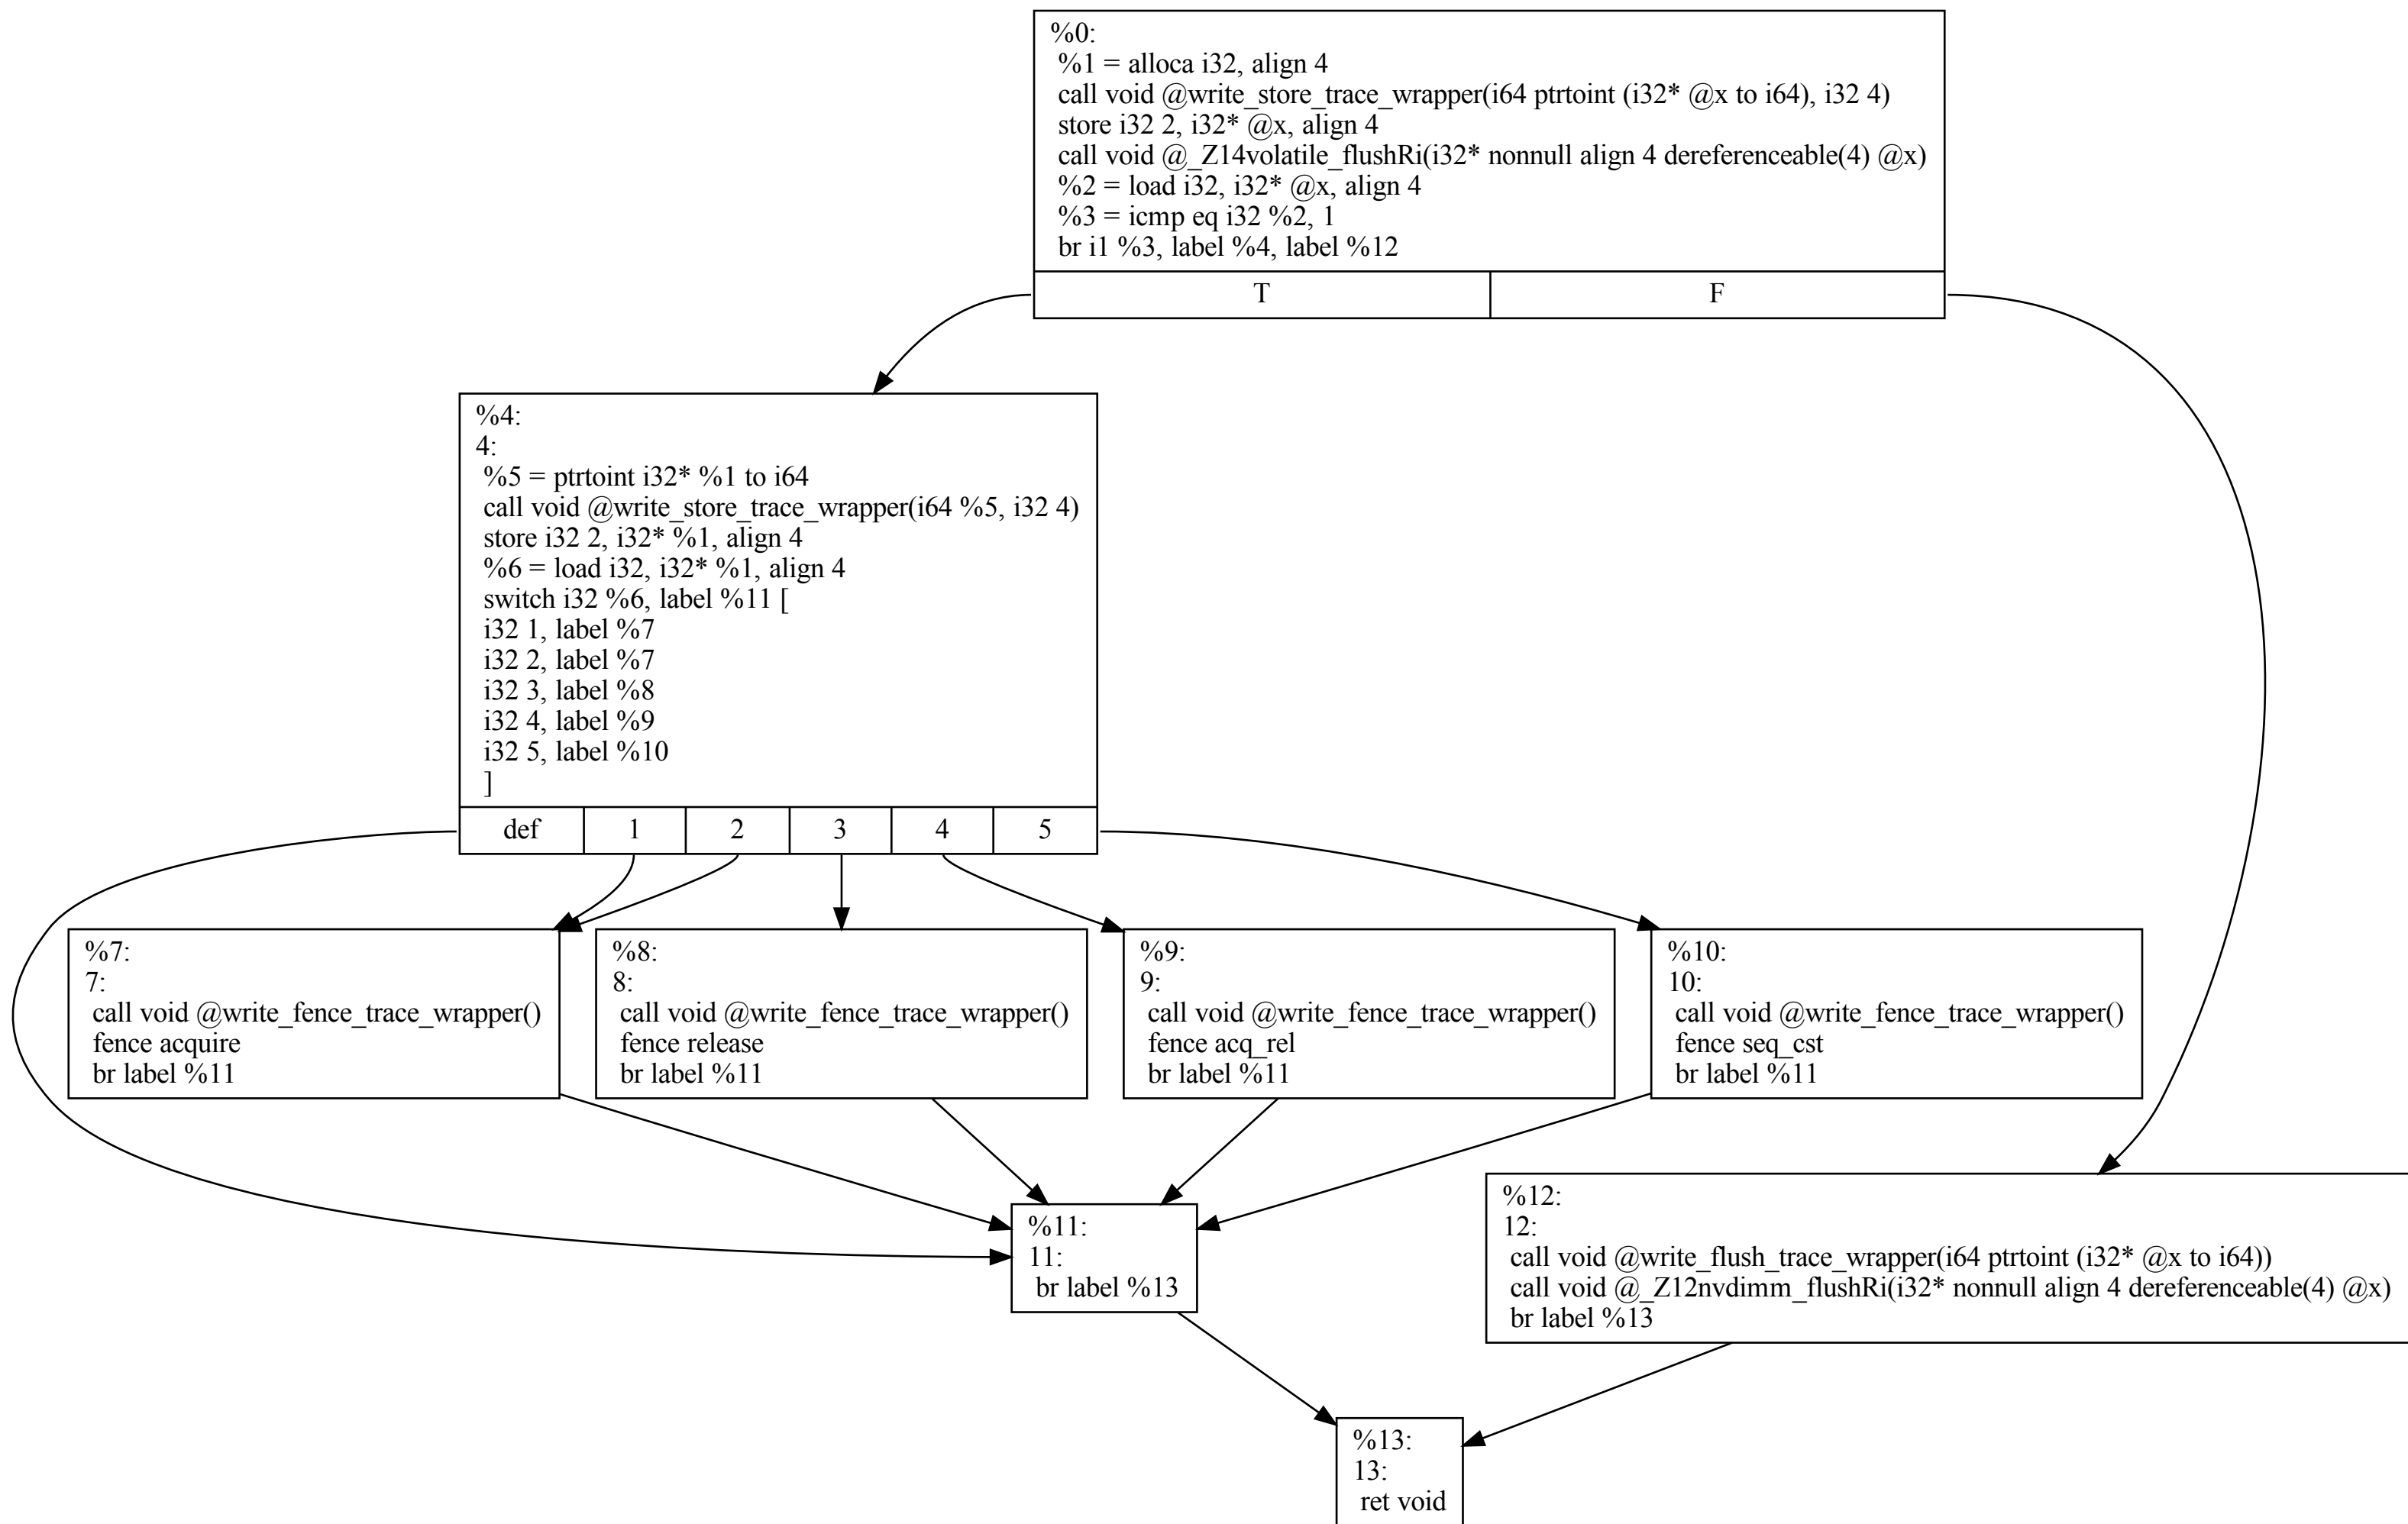 %0:
%1 = alloca i32, align 4
call void @write_store_trace_wrapper(i64 ptrtoint (i32* @x to i64), i32 4)
store i32 2, i32* @x, align 4
call void @_Z14volatile_flushRi(i32* nonnull align 4 dereferenceable(4) @x)
%2 = load i32, i32* @x, align 4
%3 = icmp eq i32 %2, 1
br i1 %3, label %4, label %12
T
F
%4:
4:
%5 = ptrtoint i32* %1 to i64
call void @write_store_trace_wrapper(i64 %5, i32 4)
store i32 2, i32* %1, align 4
%6 = load i32, i32* %1, align 4
switch i32 %6, label %11 [
i32 1, label %7
i32 2, label %7
i32 3, label %8
i32 4, label %9
i32 5, label %10
]
def
1
2
3
4
5
%7:
7:
call void @write_fence_trace_wrapper()
fence acquire
br label %11
%8:
8:
call void @write_fence_trace_wrapper()
fence release
br label %11
%9:
9:
call void @write_fence_trace_wrapper()
fence acq_rel
br label %11
%10:
10:
call void @write_fence_trace_wrapper()
fence seq_cst
br label %11
%11:
11:
br label %13
%12:
12:
call void @write_flush_trace_wrapper(i64 ptrtoint (i32* @x to i64))
call void @_Z12nvdimm_flushRi(i32* nonnull align 4 dereferenceable(4) @x)
br label %13
%13:
13:
ret void